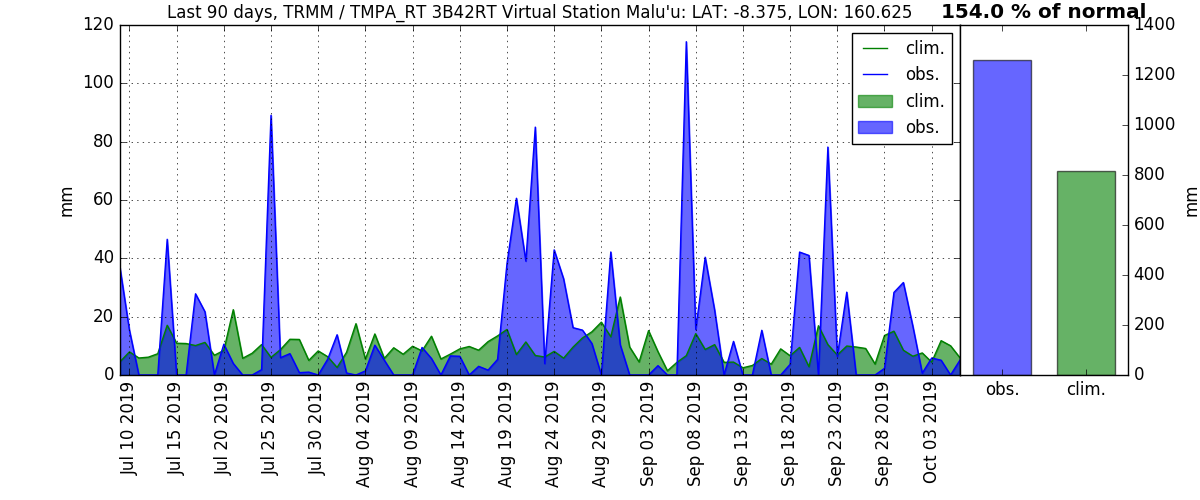 Last 90 days, TRMM / TMPA_RT 3B42RT Virtual Station Malu'u: LAT: -8.375, LON: 160.625
154.0 % of normal
120
100
80
60
40
20
0
mm
clim.
obs.
clim.
obs.
1400
1200
1000
800
600
400
200
0
mm
Jul 10 2019
Jul 15 2019
Jul 20 2019
Jul 25 2019
Jul 30 2019
Aug 04 2019
Aug 09 2019
Aug 14 2019
Aug 19 2019
Aug 24 2019
Aug 29 2019
Sep 03 2019
Sep 08 2019
Sep 13 2019
Sep 18 2019
Sep 23 2019
Sep 28 2019
Oct 03 2019
obs.
clim.